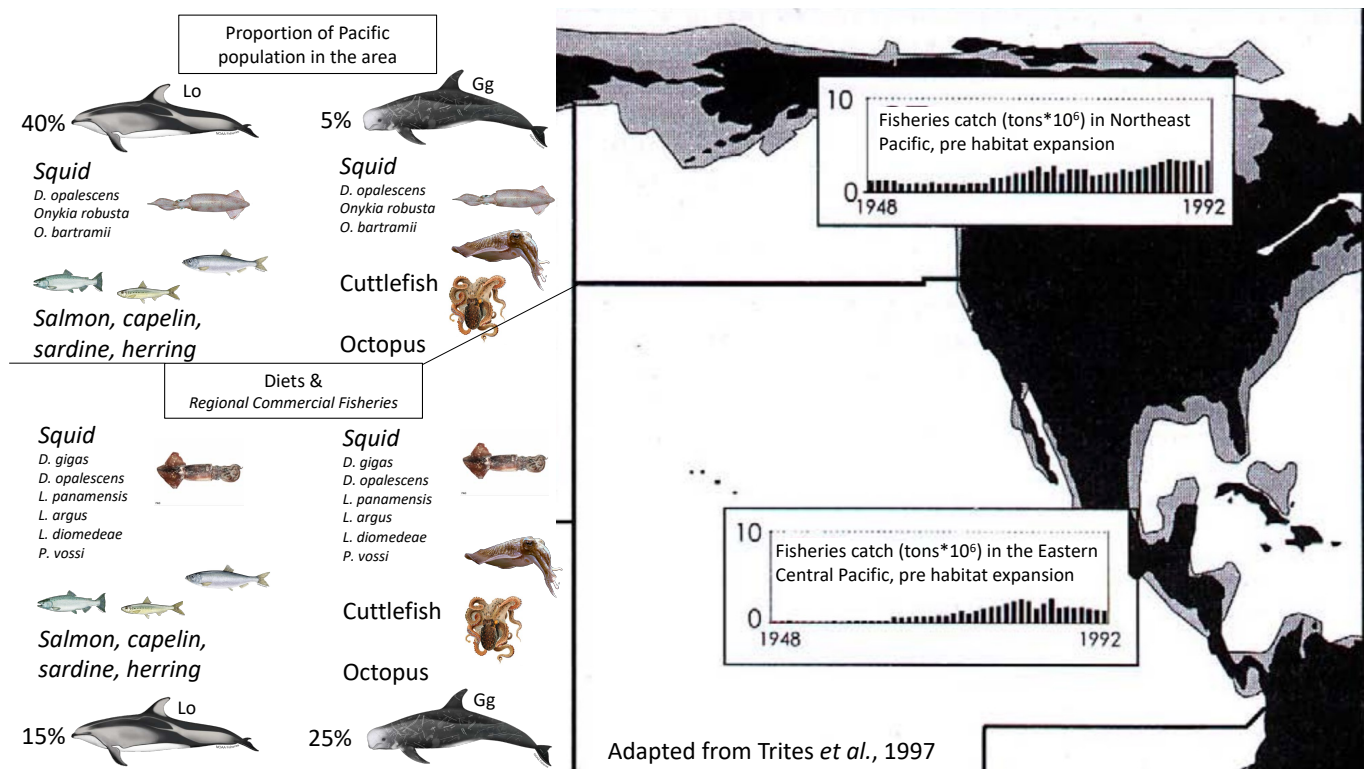 Proportion of Pacific
population in the area
Lo
Gg
40%
5%
Squid
D. opalescens
Onykia robusta
O. bartramii
Squid
D. opalescens
Onykia robusta
O. bartramii
Cuttlefish
Octopus
Salmon, capelin,
sardine, herring
Diets &
Regional Commercial Fisheries
Squid
D. gigas
D. opalescens
L. panamensis
L. argus
L. diomedeae
P. vossi
Squid
D. gigas
D. opalescens
L. panamensis
L. argus
L. diomedeae
P. vossi
Cuttlefish
Octopus
Salmon, capelin,
sardine, herring
Lo
Gg
15%
25%
10
Fisheries catch (tons*10⁶) in Northeast
Pacific, pre habitat expansion
0
1948
1992
10
Fisheries catch (tons*10⁶) in the Eastern
Central Pacific, pre habitat expansion
0
1948
1992
Adapted from Trites et al., 1997